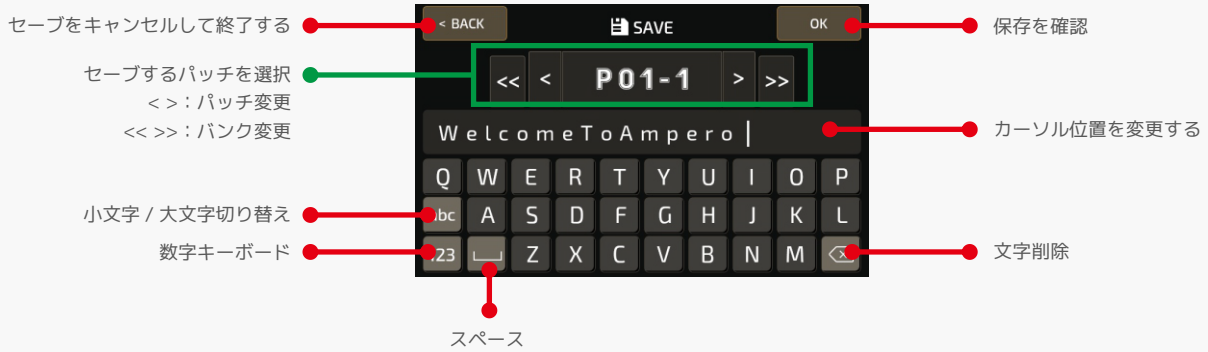 セーブをキャンセルして終了する
< BACK
SAVE
OK
保存を確認
セーブするパッチを選択
< >：パッチ変更
<< >>：バンク変更
<< < P01-1 > >>
WelcomeToAmpero
カーソル位置を変更する
Q W E R T Y U I O P
小文字 / 大文字切り替え
abc A S D F G H J K L
数字キーボード
123 Z X C V B N M
文字削除
スペース